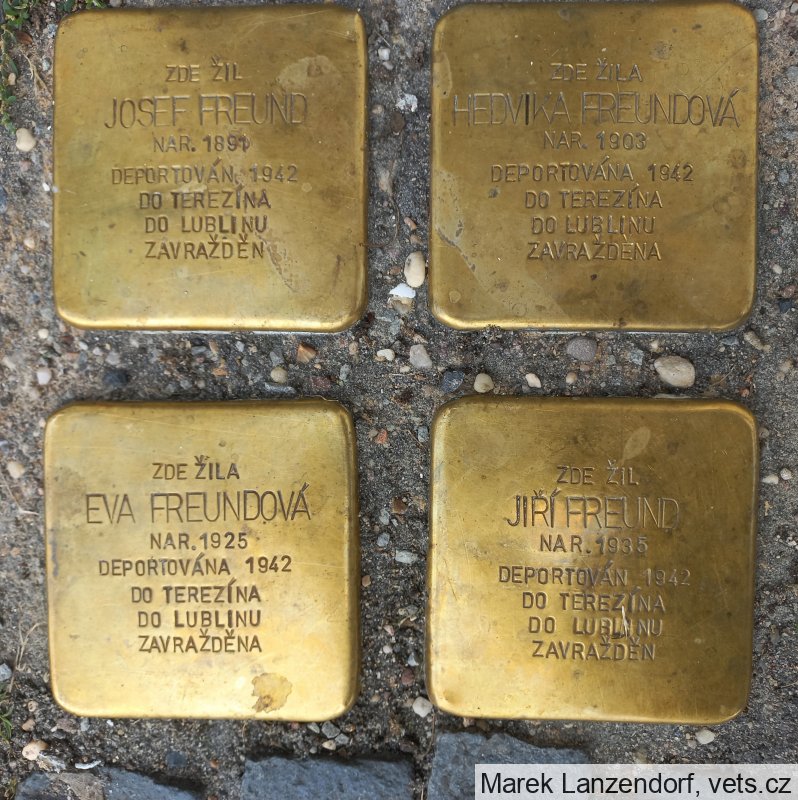 ZDE ŽIL
JOSEF FREUND
NAR. 1891
DEPORTOVÁN 1942
DO TEREZÍNA
DO LUBLINU
ZAVRAŽDĚN
ZDE ŽILA
HEDVIKA FREUNDOVÁ
NAR. 1903
DEPORTOVÁNA 1942
DO TEREZÍNA
DO LUBLINU
ZAVRAŽDĚNA
ZDE ŽILA
EVA FREUNDOVÁ
NAR. 1925
DEPORTOVÁNA 1942
DO TEREZÍNA
DO LUBLINU
ZAVRAŽDĚNA
ZDE ŽIL
JIŘÍ FREUND
NAR. 1935
DEPORTOVÁN 1942
DO TEREZÍNA
DO LUBLINU
ZAVRAŽDĚN
Marek Lanzendorf, vets.cz